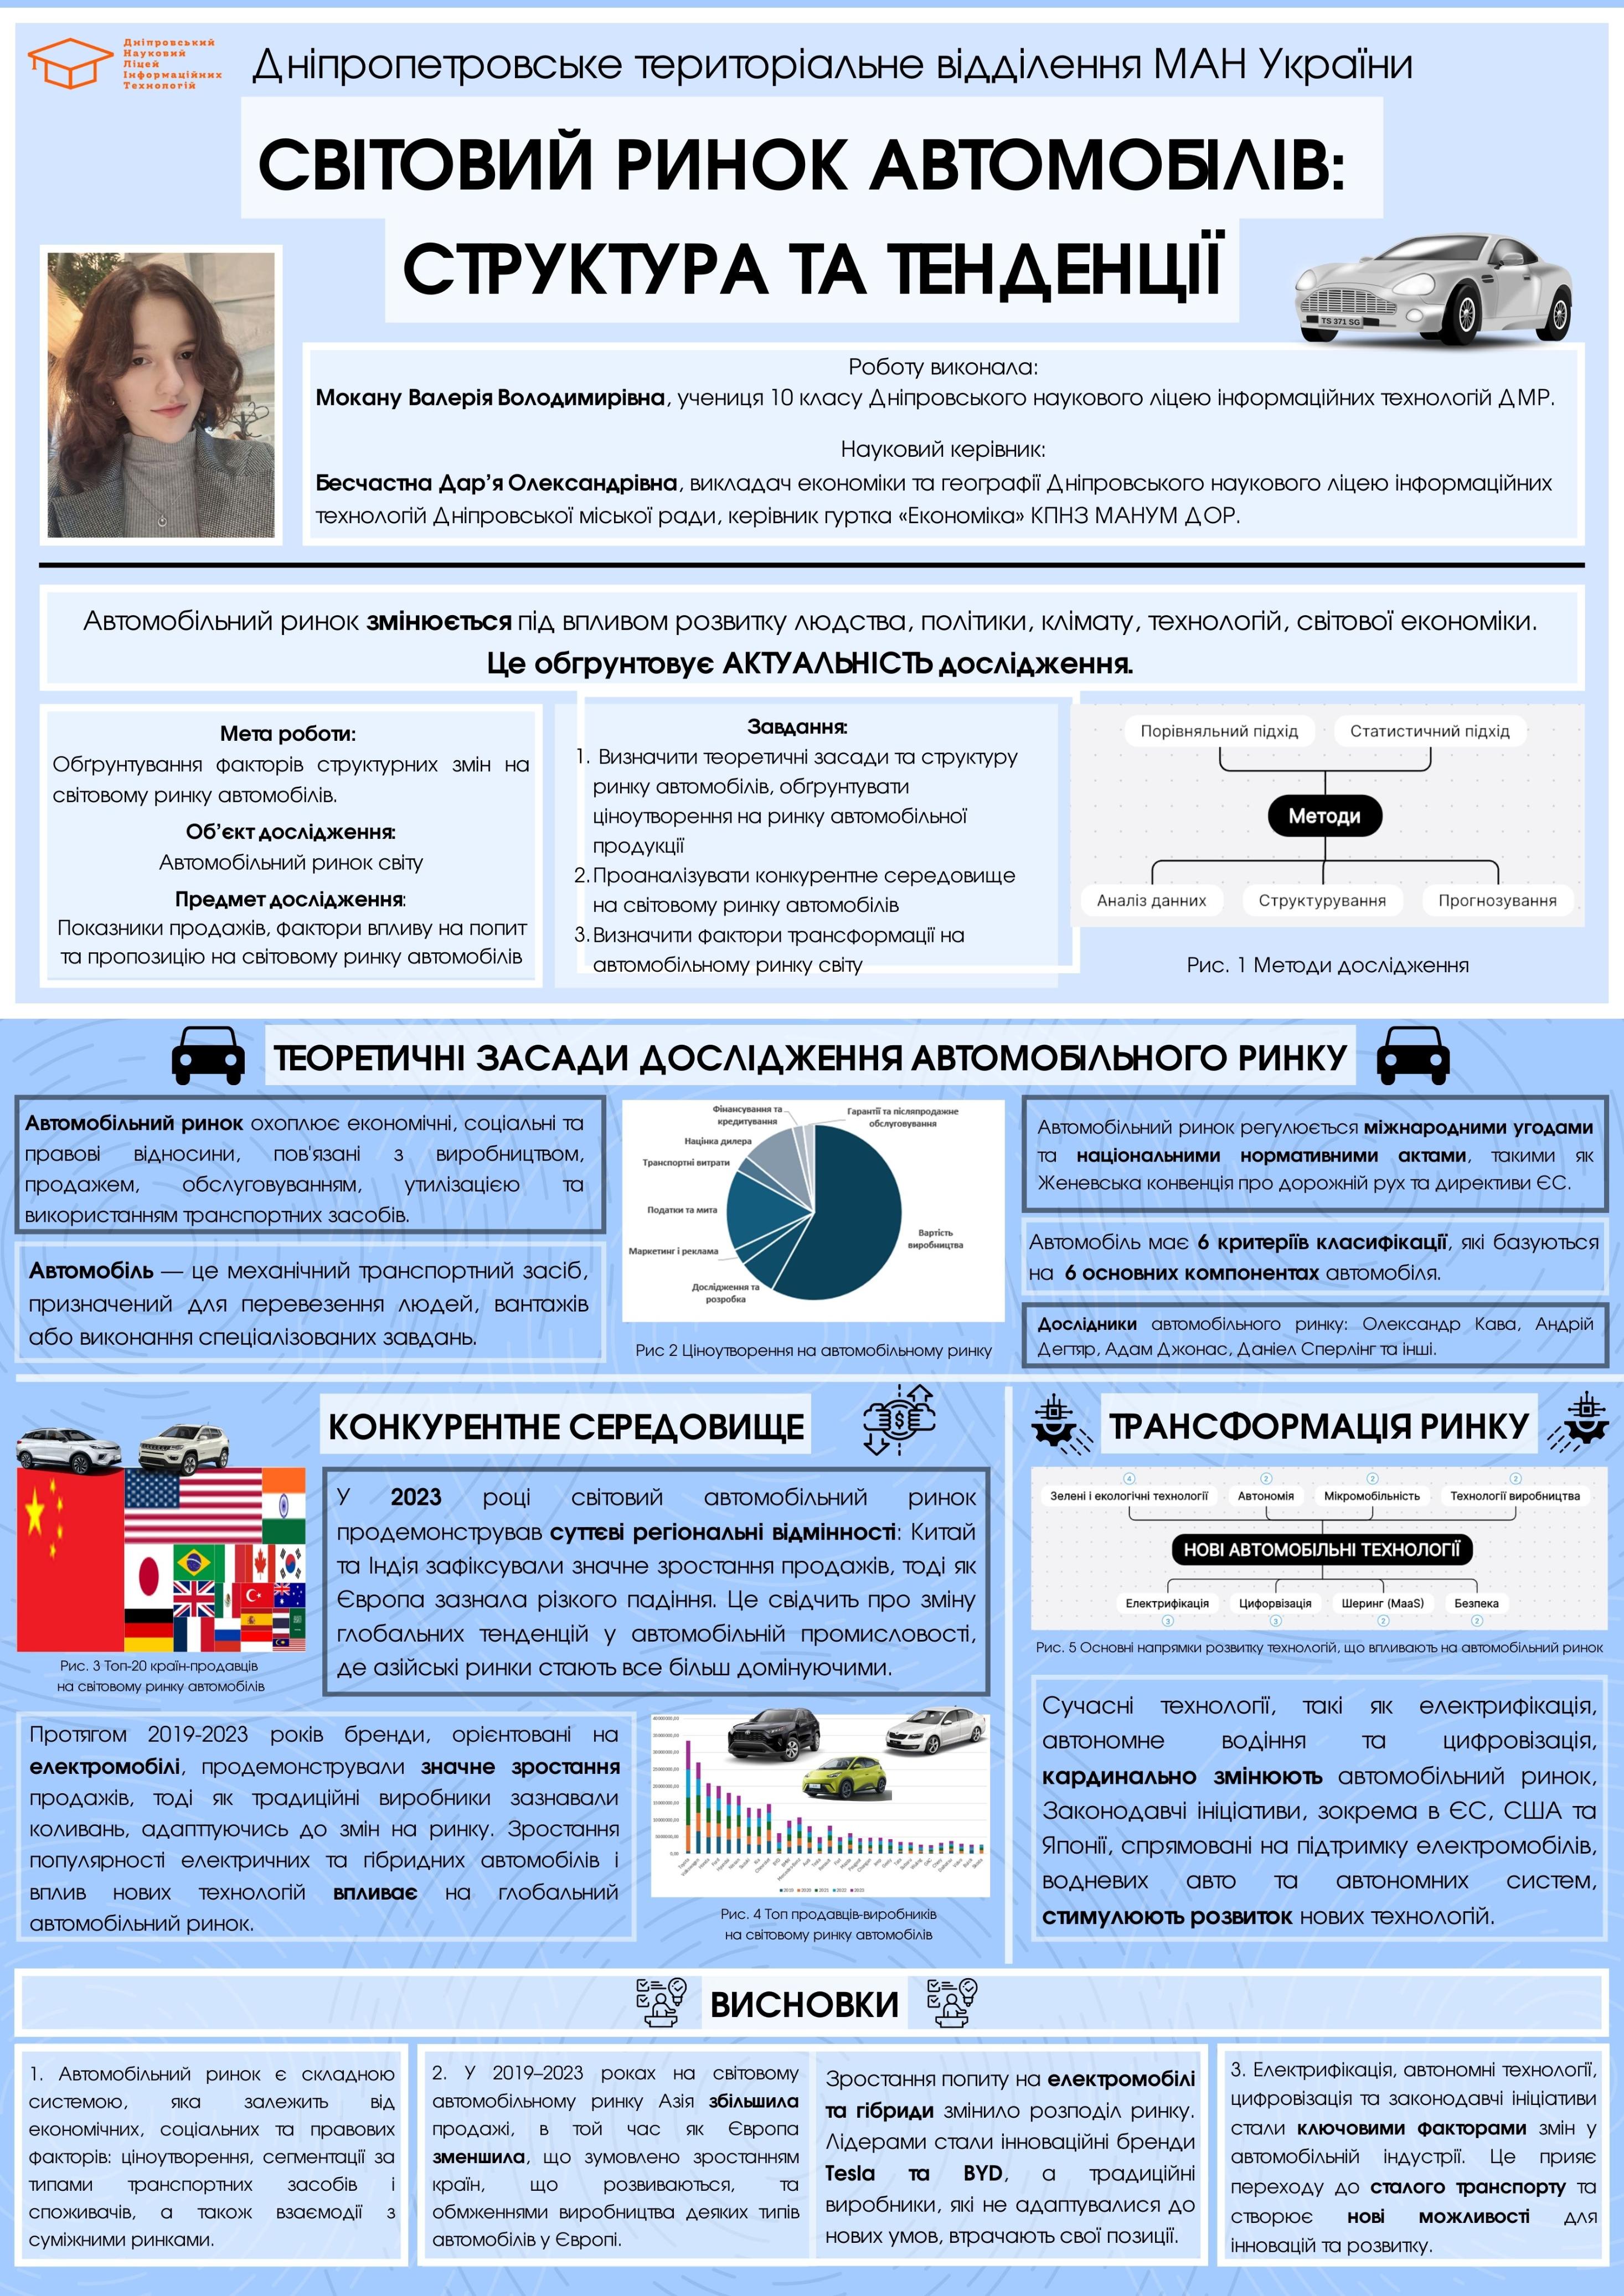 Дніпровський
Науковий
Ліцей
Інформаційних
Технологій
Дніпропетровське територіальне відділення МАН України
СВІТОВИЙ РИНОК АВТОМОБІЛІВ:
СТРУКТУРА ТА ТЕНДЕНЦІЇ
TS 371 SG
Роботу виконала:
Мокану Валерія Володимирівна, учениця 10 класу Дніпровського наукового ліцею інформаційних технологій ДМР.
Науковий керівник:
Бесчастна Дар’я Олександрівна, викладач економіки та географії Дніпровського наукового ліцею інформаційних
технологій Дніпровської міської ради, керівник гуртка «Економіка» КПНЗ МАНУМ ДОР.
Автомобільний ринок змінюється під впливом розвитку людства, політики, клімату, технологій, світової економіки.
Це обгрунтовує АКТУАЛЬНІСТЬ дослідження.
Мета роботи:
Обґрунтування факторів структурних змін на
світовому ринку автомобілів.
Об’єкт дослідження:
Автомобільний ринок світу
Предмет дослідження:
Показники продажів, фактори впливу на попит
та пропозицію на світовому ринку автомобілів
Завдання:
1. Визначити теоретичні засади та структуру
ринку автомобілів, обґрунтувати
ціноутворення на ринку автомобільної
продукції
2. Проаналізувати конкурентне середовище
на світовому ринку автомобілів
3. Визначити фактори трансформації на
автомобільному ринку світу
Порівняльний підхід
Статистичний підхід
Методи
Аналіз данних
Структурування
Прогнозування
Рис. 1 Методи дослідження
ТЕОРЕТИЧНІ ЗАСАДИ ДОСЛІДЖЕННЯ АВТОМОБІЛЬНОГО РИНКУ
Автомобільний ринок охоплює економічні, соціальні та
правові відносини, пов'язані з виробництвом,
продажем, обслуговуванням, утилізацією та
використанням транспортних засобів.
Автомобіль — це механічний транспортний засіб,
призначений для перевезення людей, вантажів
або виконання спеціалізованих завдань.
Фінансування та
кредитування
Гарантії та післяпродажне
обслуговування
Націнка дилера
Транспортні витрати
Податки та мита
Вартість
виробництва
Маркетинг і реклама
Дослідження та
розробка
Рис 2 Ціноутворення на автомобільному ринку
Автомобільний ринок регулюється міжнародними угодами
та національними нормативними актами, такими як
Женевська конвенція про дорожній рух та директиви ЄС.
Автомобіль має 6 критеріїв класифікації, які базуються
на 6 основних компонентах автомобіля.
Дослідники автомобільного ринку: Олександр Кава, Андрій
Дегтяр, Адам Джонас, Даніел Сперлінг та інші.
КОНКУРЕНТНЕ СЕРЕДОВИЩЕ
Рис. 3 Топ-20 країн-продавців
на світовому ринку автомобілів
У 2023 році світовий автомобільний ринок
продемонстрував суттєві регіональні відмінності: Китай
та Індія зафіксували значне зростання продажів, тоді як
Європа зазнала різкого падіння. Це свідчить про зміну
глобальних тенденцій у автомобільній промисловості,
де азійські ринки стають все більш домінуючими.
Протягом 2019-2023 років бренди, орієнтовані на
електромобілі, продемонстрували значне зростання
продажів, тоді як традиційні виробники зазнавали
коливань, адаптуючись до змін на ринку. Зростання
популярності електричних та гібридних автомобілів і
вплив нових технологій впливає на глобальний
автомобільний ринок.
Рис. 4 Топ продавців-виробників
на світовому ринку автомобілів
ТРАНСФОРМАЦІЯ РИНКУ
4
2
2
2
Зелені і екологічні технології
Автономія
Мікромобільність
Технології виробництва
НОВІ АВТОМОБІЛЬНІ ТЕХНОЛОГІЇ
Електрифікація
Цифорвізація
Шеринг (MaaS)
Безпека
3
3
2
2
Рис. 5 Основні напрямки розвитку технологій, що впливають на автомобільний ринок
Сучасні технології, такі як електрифікація,
автономне водіння та цифровізація,
кардинально змінюють автомобільний ринок,
Законодавчі ініціативи, зокрема в ЄС, США та
Японії, спрямовані на підтримку електромобілів,
водневих авто та автономних систем,
стимулюють розвиток нових технологій.
ВИСНОВКИ
1. Автомобільний ринок є складною
системою, яка залежить від
економічних, соціальних та правових
факторів: ціноутворення, сегментації за
типами транспортних засобів і
споживачів, а також взаємодії з
суміжними ринками.
2. У 2019–2023 роках на світовому
автомобільному ринку Азія збільшила
продажі, в той час як Європа
зменшила, що зумовлено зростанням
країн, що розвиваються, та
обмеженнями виробництва деяких типів
автомобілів у Європі.
Зростання попиту на електромобілі
та гібриди змінило розподіл ринку.
Лідерами стали інноваційні бренди
Tesla та BYD, а традиційні
виробники, які не адаптувалися до
нових умов, втрачають свої позиції.
3. Електрифікація, автономні технології,
цифровізація та законодавчі ініціативи
стали ключовими факторами змін у
автомобільній індустрії. Це прияє
переходу до сталого транспорту та
створює нові можливості для
інновацій та розвитку.